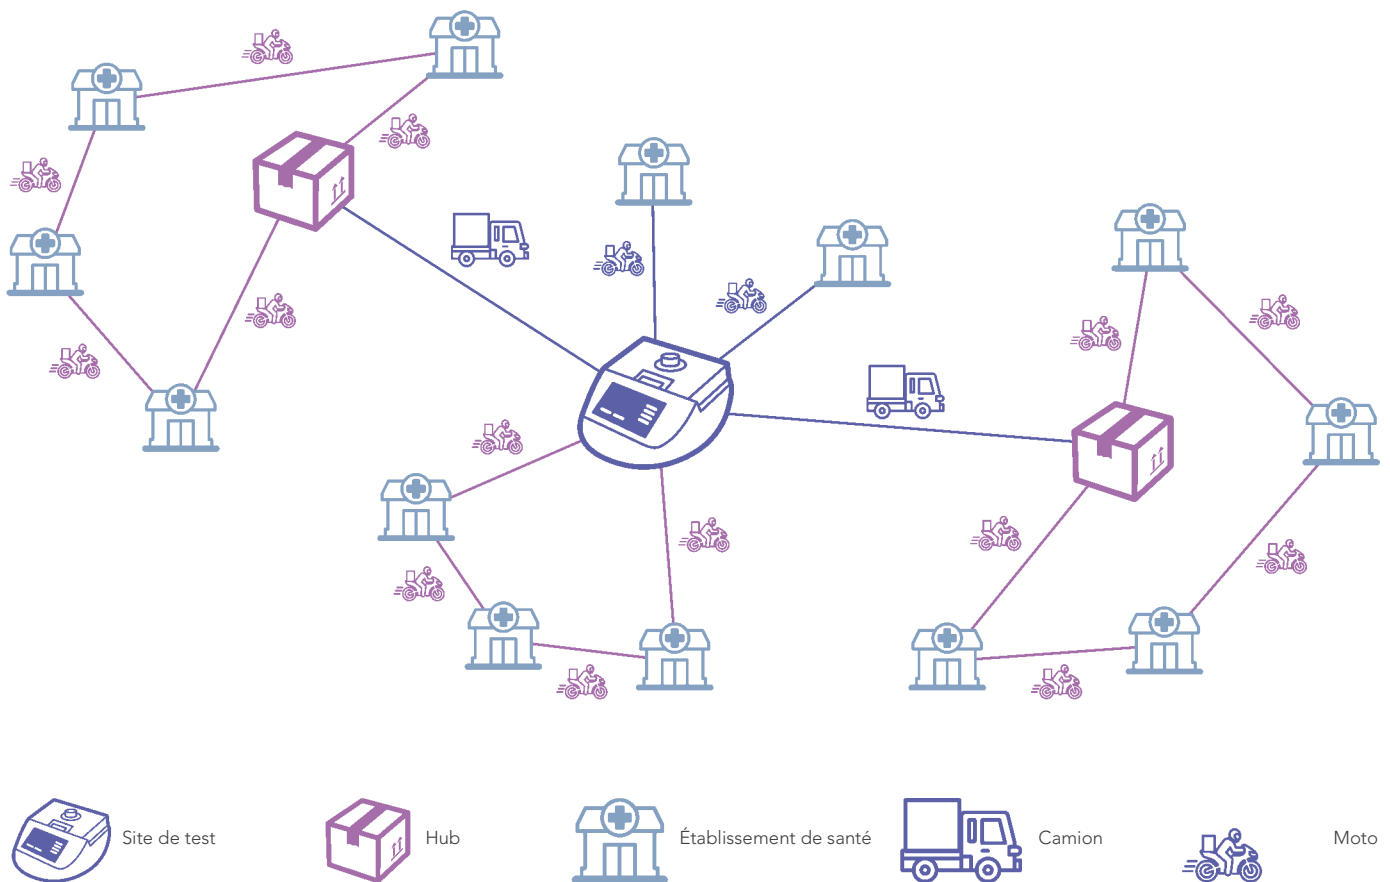 Site de test
Hub
Établissement de santé
Camion
Moto